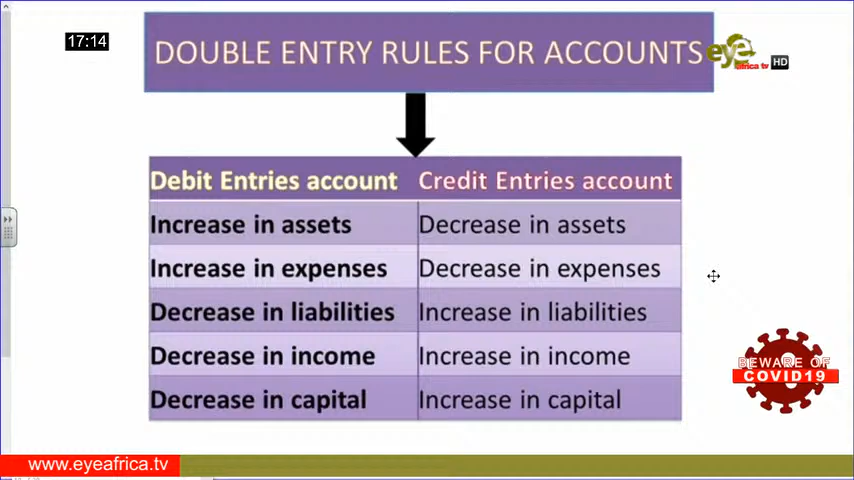 17:14
DOUBLE ENTRY RULES FOR ACCOUNTS
eye
africa tv HD
Debit Entries account Credit Entries account
Increase in assets Decrease in assets
Increase in expenses Decrease in expenses
Decrease in liabilities Increase in liabilities
Decrease in income Increase in income
Decrease in capital Increase in capital
BEWARE OF
COVID19
www.eyeafrica.tv